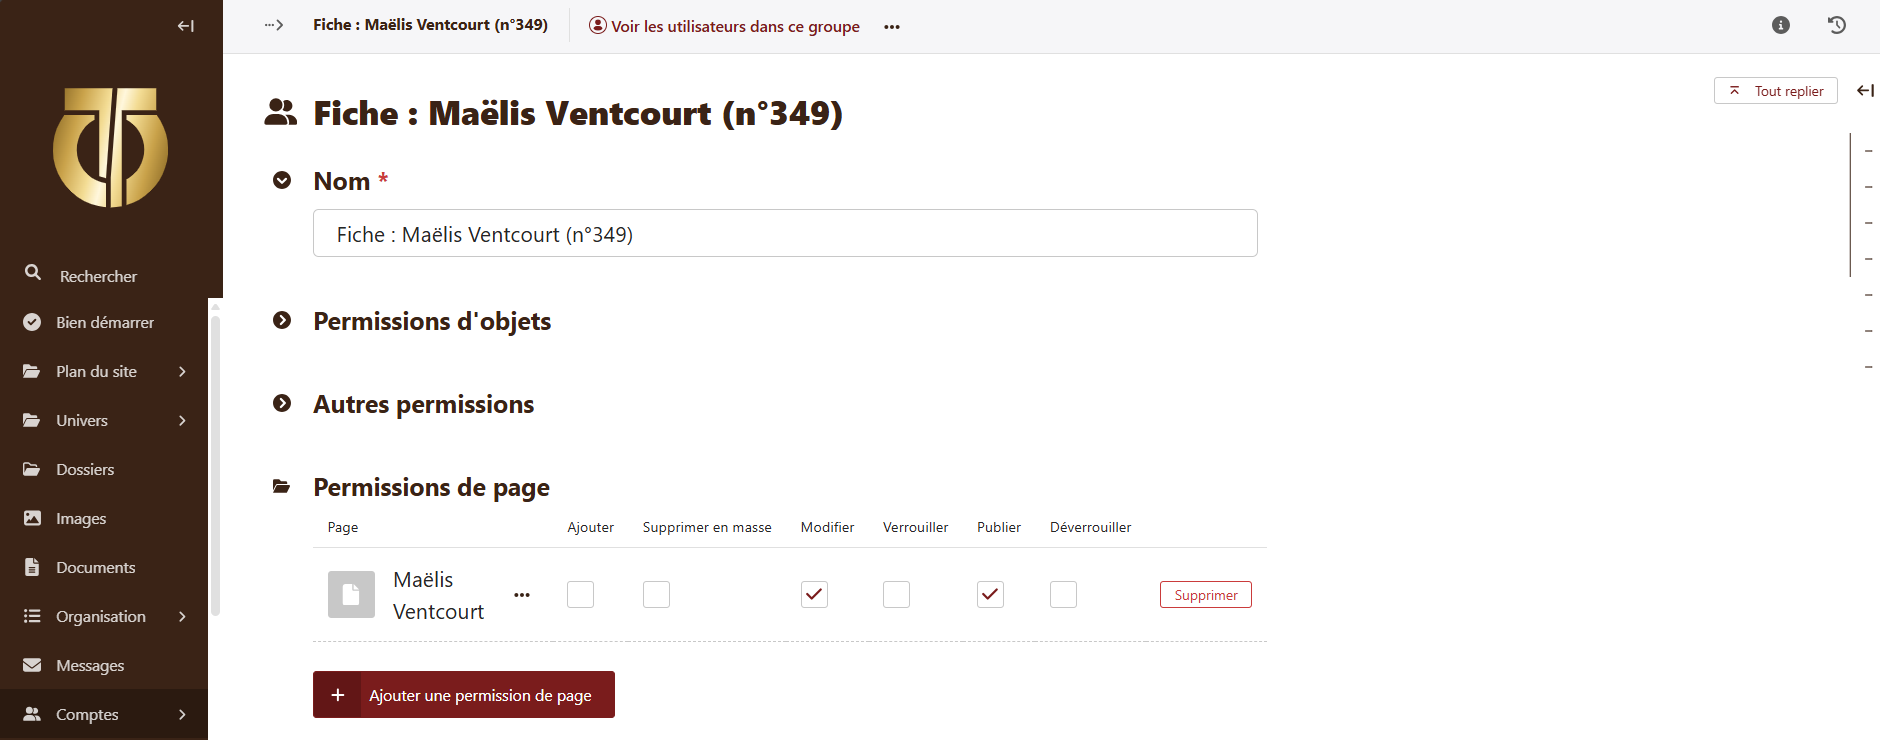 Fiche : Maëlis Ventcourt (n°349)
Voir les utilisateurs dans ce groupe
Fiche : Maëlis Ventcourt (n°349)
Tout replier
Nom *
Fiche : Maëlis Ventcourt (n°349)
Rechercher
Bien démarrer
Plan du site
Univers
Dossiers
Images
Documents
Organisation
Messages
Comptes
Permissions d'objets
Autres permissions
Permissions de page
Page Ajouter Supprimer en masse Modifier Verrouiller Publier Déverrouiller
Maëlis
Ventcourt
Supprimer
Ajouter une permission de page